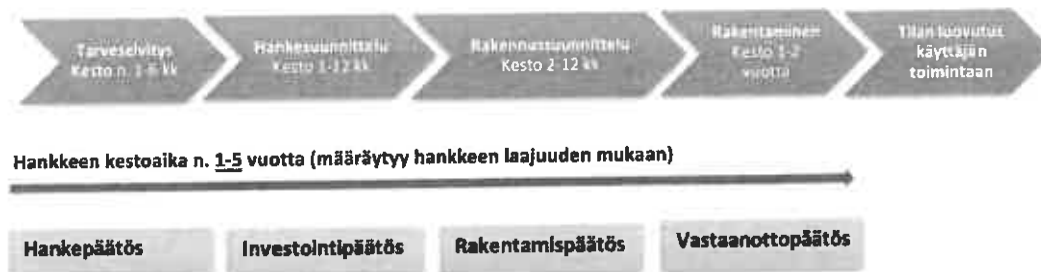 Tarveselvitys
Kesto n. 1-6 kk
Hankesuunnittelu
Kesto 1-12 kk
Rakennussuunnittelu
Kesto 2-12 kk
Rakentaminen
Kesto 1-2
vuotta
Tilan luovutus
käyttäjän
toimintaan
Hankkeen kestoaika n. 1-5 vuotta (määräytyy hankkeen laajuuden mukaan)
Hankepäätös
Investointipäätös
Rakentamispäätös
Vastaanottopäätös